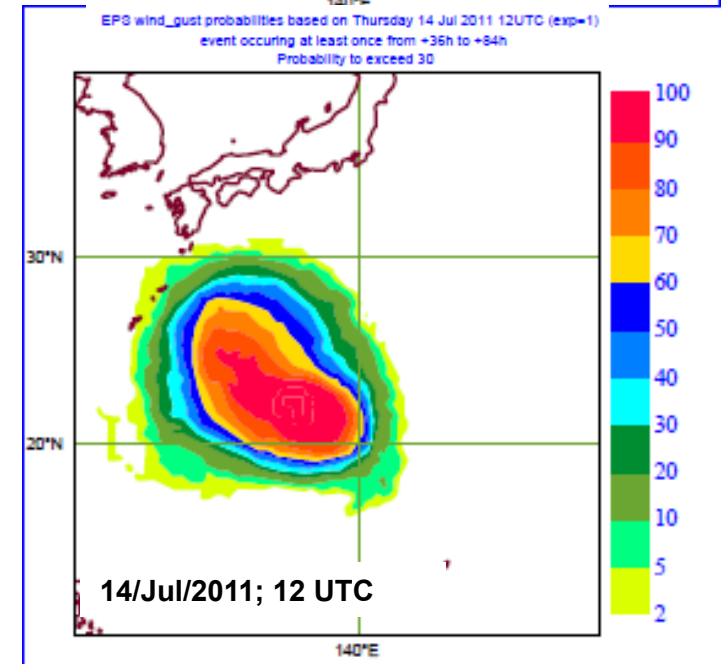 EPS wind_gust probabilities based on Thursday 14 Jul 2011 12UTC (exp=1)
event occuring at least once from +36h to +84h
Probability to exceed 30
100
90
80
70
60
50
40
30
20
10
5
2
30°N
20°N
14/Jul/2011; 12 UTC
140°E